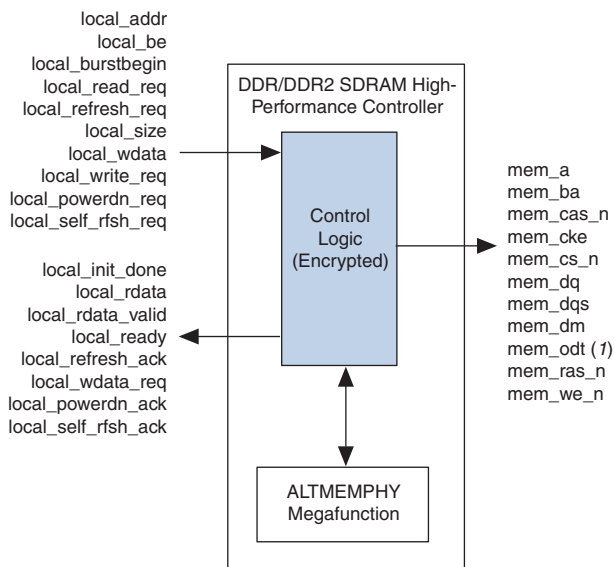 local_addr
local_be
local_burstbegin
local_read_req
local_refresh_req
local_size
local_wdata
local_write_req
local_powerdn_req
local_self_rfsh_req
local_init_done
local_rdata
local_rdata_valid
local_ready
local_refresh_ack
local_wdata_req
local_powerdn_ack
local_self_rfsh_ack
DDR/DDR2 SDRAM High-
Performance Controller
Control
Logic
(Encrypted)
ALTMEMPHY
Megafunction
mem_a
mem_ba
mem_cas_n
mem_cke
mem_cs_n
mem_dq
mem_dqs
mem_dm
mem_odt (1)
mem_ras_n
mem_we_n